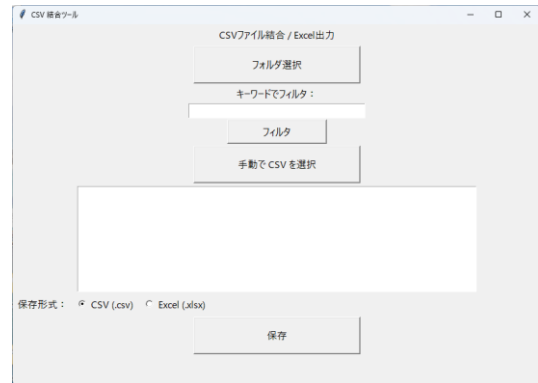 CSV 結合ツール
CSVファイル結合 / Excel出力
フォルダ選択
キーワードでフィルタ：
フィルタ
手動で CSV を選択
保存形式： CSV (.csv) Excel (.xlsx)
保存